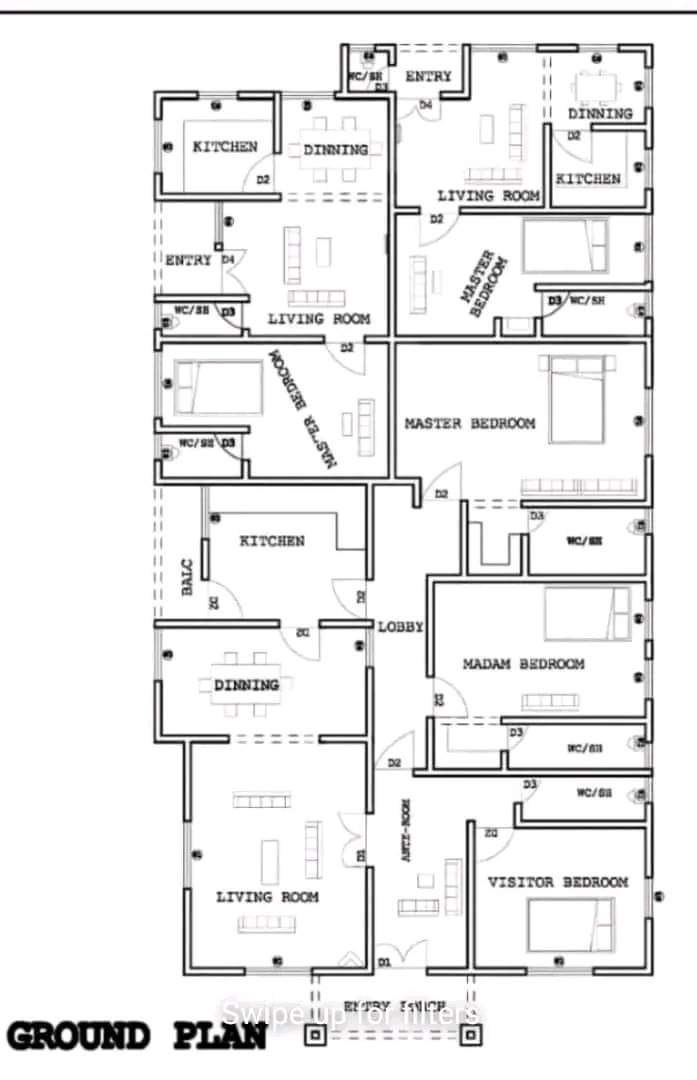 WC/SH
D3
ENTRY
D4
DINNING
D2
KITCHEN
LIVING ROOM
KITCHEN
DINNING
D2
ENTRY
D4
WC/SH
D3
LIVING ROOM
D2
D2
MASTER
BEDROOM
D3
WC/SH
MASTER BEDROOM
WC/SH
D3
MASTER BEDROOM
D2
D3
WC/SH
KITCHEN
BALC
D2
D2
D2
LOBBY
DINNING
MADAM BEDROOM
D2
D3
WC/SH
D2
D3
WC/SH
ANTE-ROOM
D2
D1
LIVING ROOM
VISITOR BEDROOM
D1
ENTRY PORCH
Swipe up for filters
GROUND PLAN